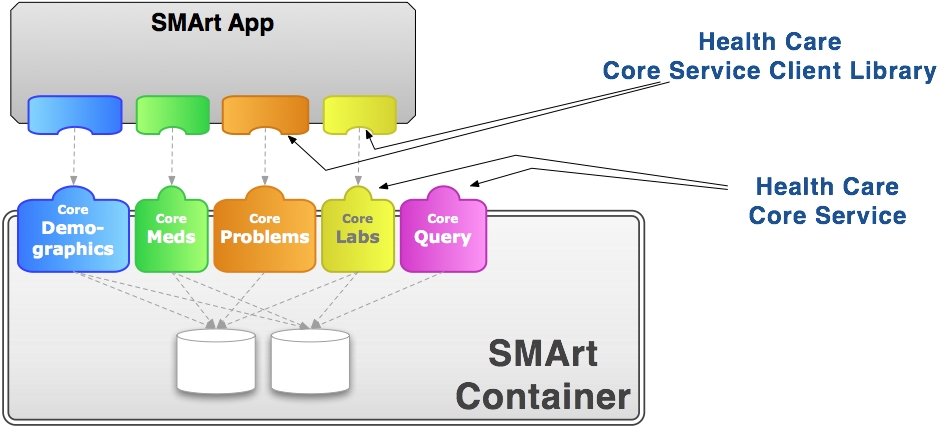 SMArt App
Health Care
Core Service Client Library
Health Care
Core Service
Core
Demo-
graphics
Core
Meds
Core
Problems
Core
Labs
Core
Query
SMArt
Container